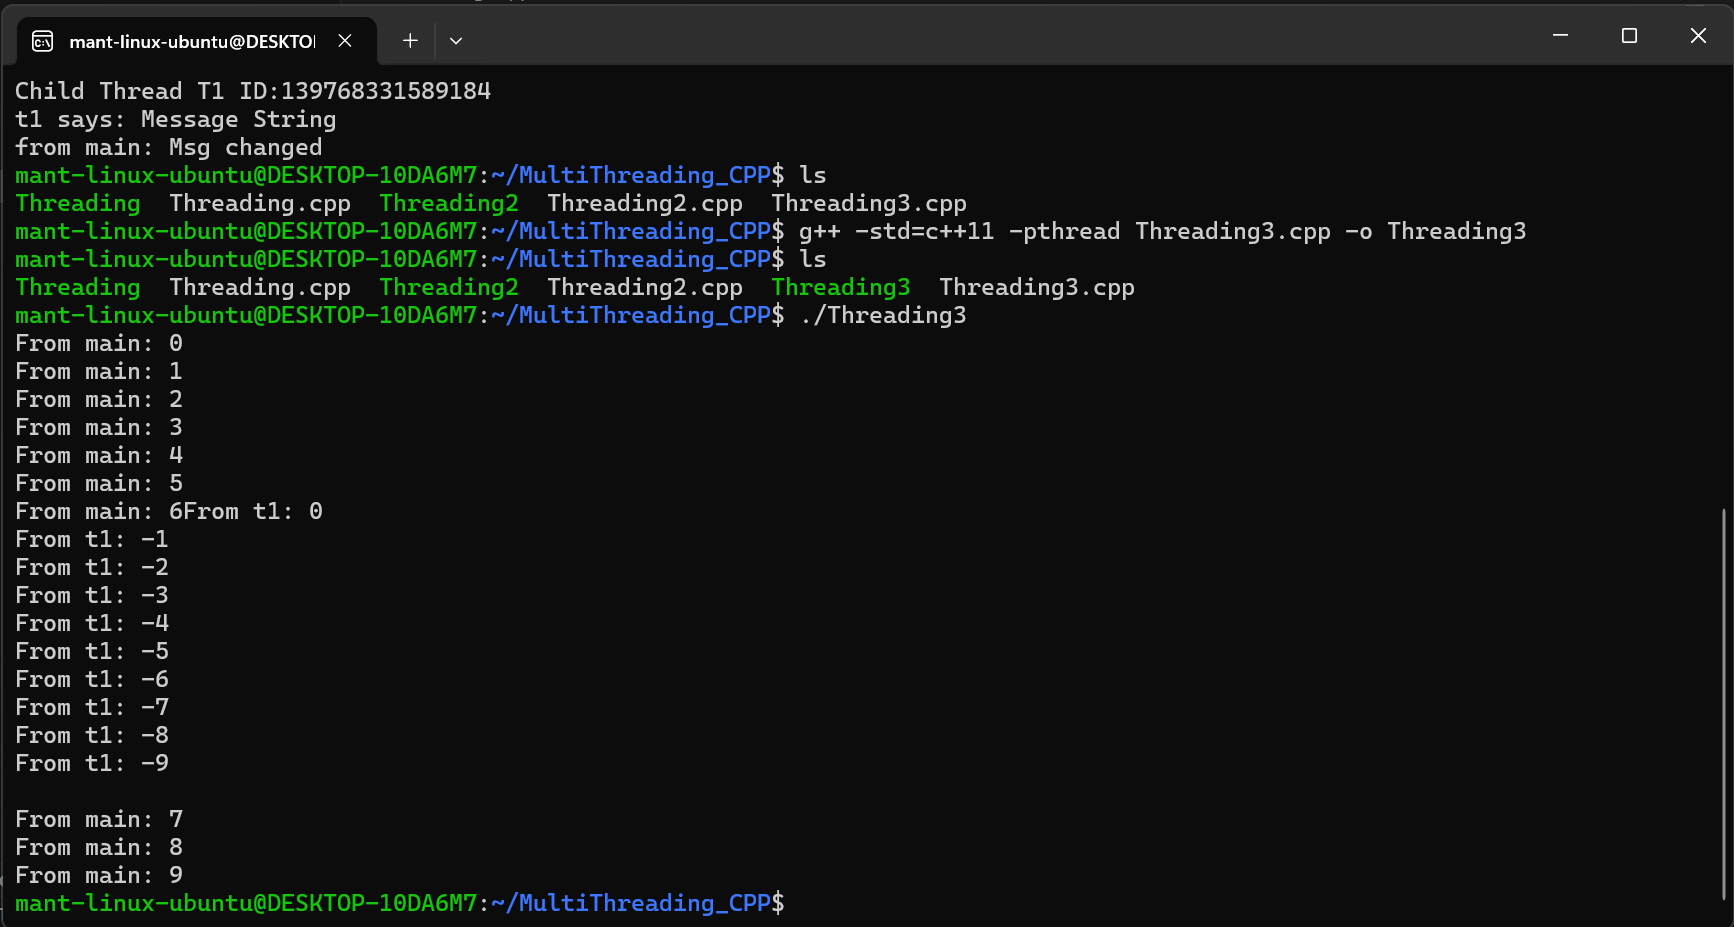 mant-linux-ubuntu@DESKTO
Child Thread T1 ID:139768331589184
t1 says: Message String
from main: Msg changed
mant-linux-ubuntu@DESKTOP-10DA6M7:~/MultiThreading_CPP$ ls
Threading  Threading.cpp  Threading2  Threading2.cpp  Threading3.cpp
mant-linux-ubuntu@DESKTOP-10DA6M7:~/MultiThreading_CPP$ g++ -std=c++11 -pthread Threading3.cpp -o Threading3
mant-linux-ubuntu@DESKTOP-10DA6M7:~/MultiThreading_CPP$ ls
Threading  Threading.cpp  Threading2  Threading2.cpp  Threading3  Threading3.cpp
mant-linux-ubuntu@DESKTOP-10DA6M7:~/MultiThreading_CPP$ ./Threading3
From main: 0
From main: 1
From main: 2
From main: 3
From main: 4
From main: 5
From main: 6From t1: 0
From t1: -1
From t1: -2
From t1: -3
From t1: -4
From t1: -5
From t1: -6
From t1: -7
From t1: -8
From t1: -9
From main: 7
From main: 8
From main: 9
mant-linux-ubuntu@DESKTOP-10DA6M7:~/MultiThreading_CPP$